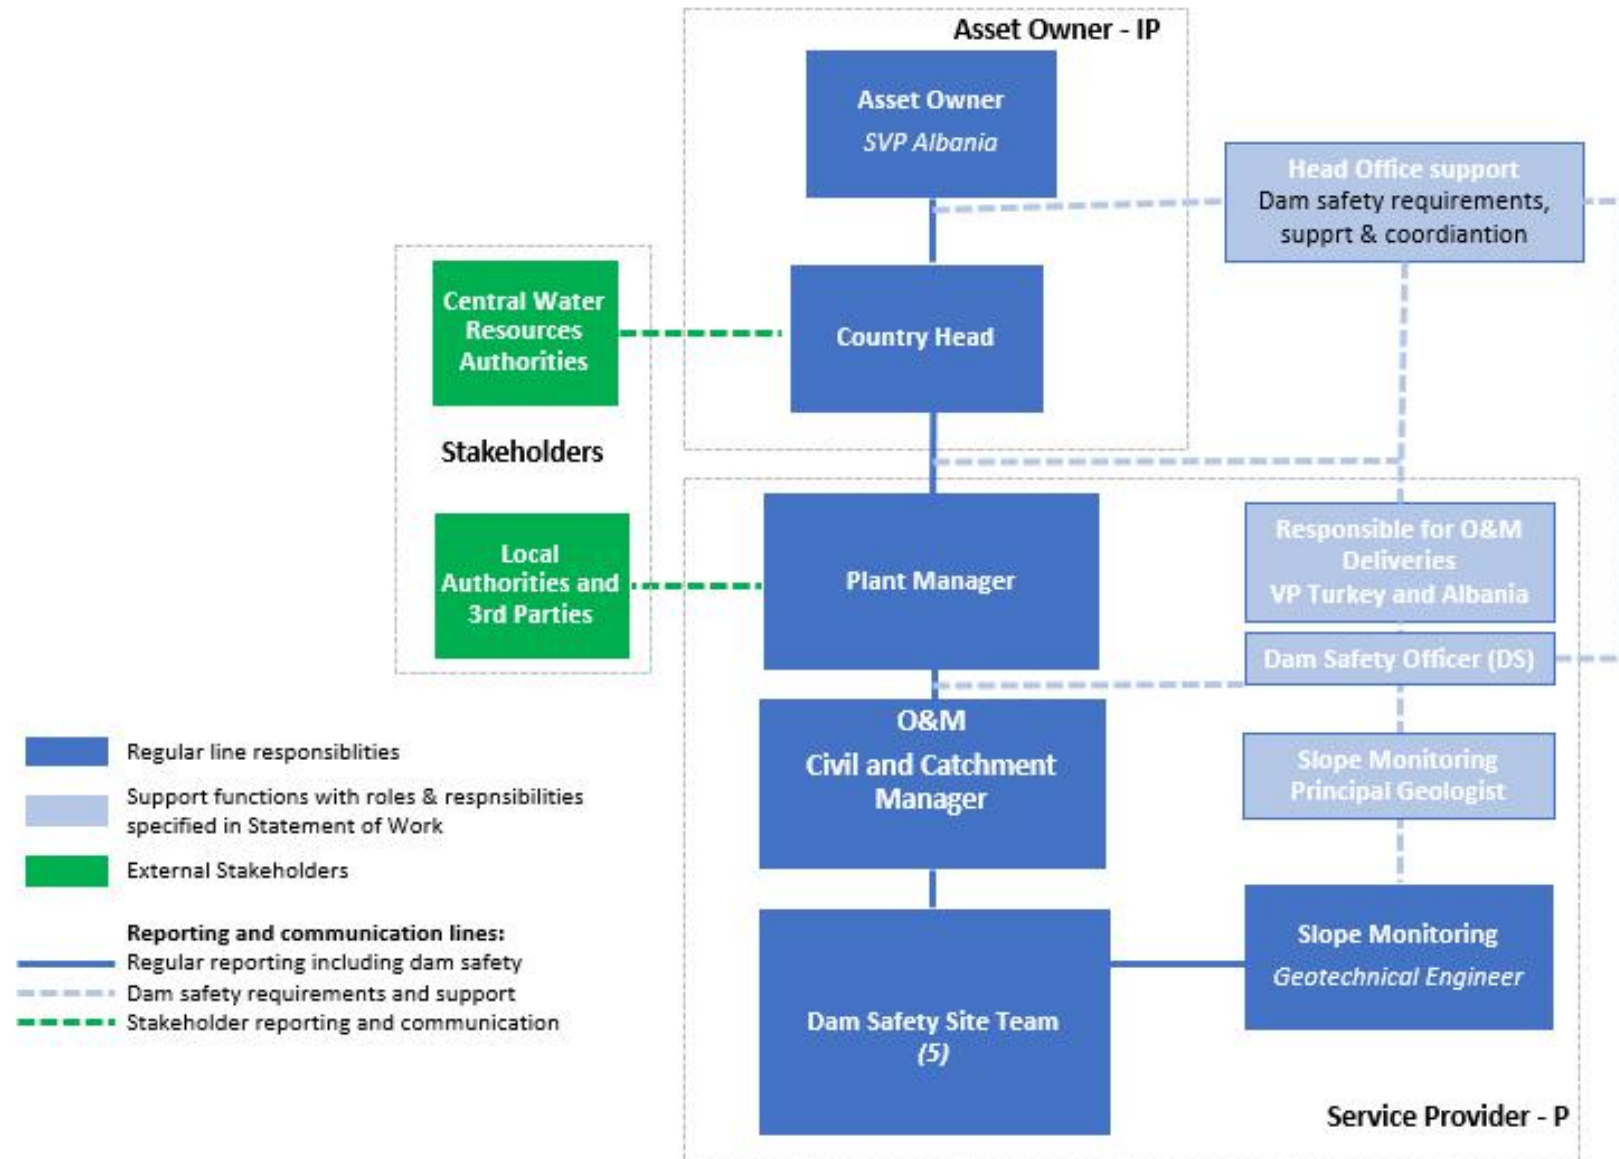 Asset Owner - IP
Asset Owner
SVP Albania
Head Office support
Dam safety requirements,
supprt & coordiantion
Central Water
Resources
Authorities
Country Head
Stakeholders
Local
Authorities and
3rd Parties
Plant Manager
Responsible for O&M
Deliveries
VP Turkey and Albania
Dam Safety Officer (DS)
O&M
Civil and Catchment
Manager
Slope Monitoring
Principal Geologist
Slope Monitoring
Geotechnical Engineer
Dam Safety Site Team
(5)
Service Provider - P
Regular line responsiblities
Support functions with roles & respnsibilities
specified in Statement of Work
External Stakeholders
Reporting and communication lines:
Regular reporting including dam safety
Dam safety requirements and support
Stakeholder reporting and communication